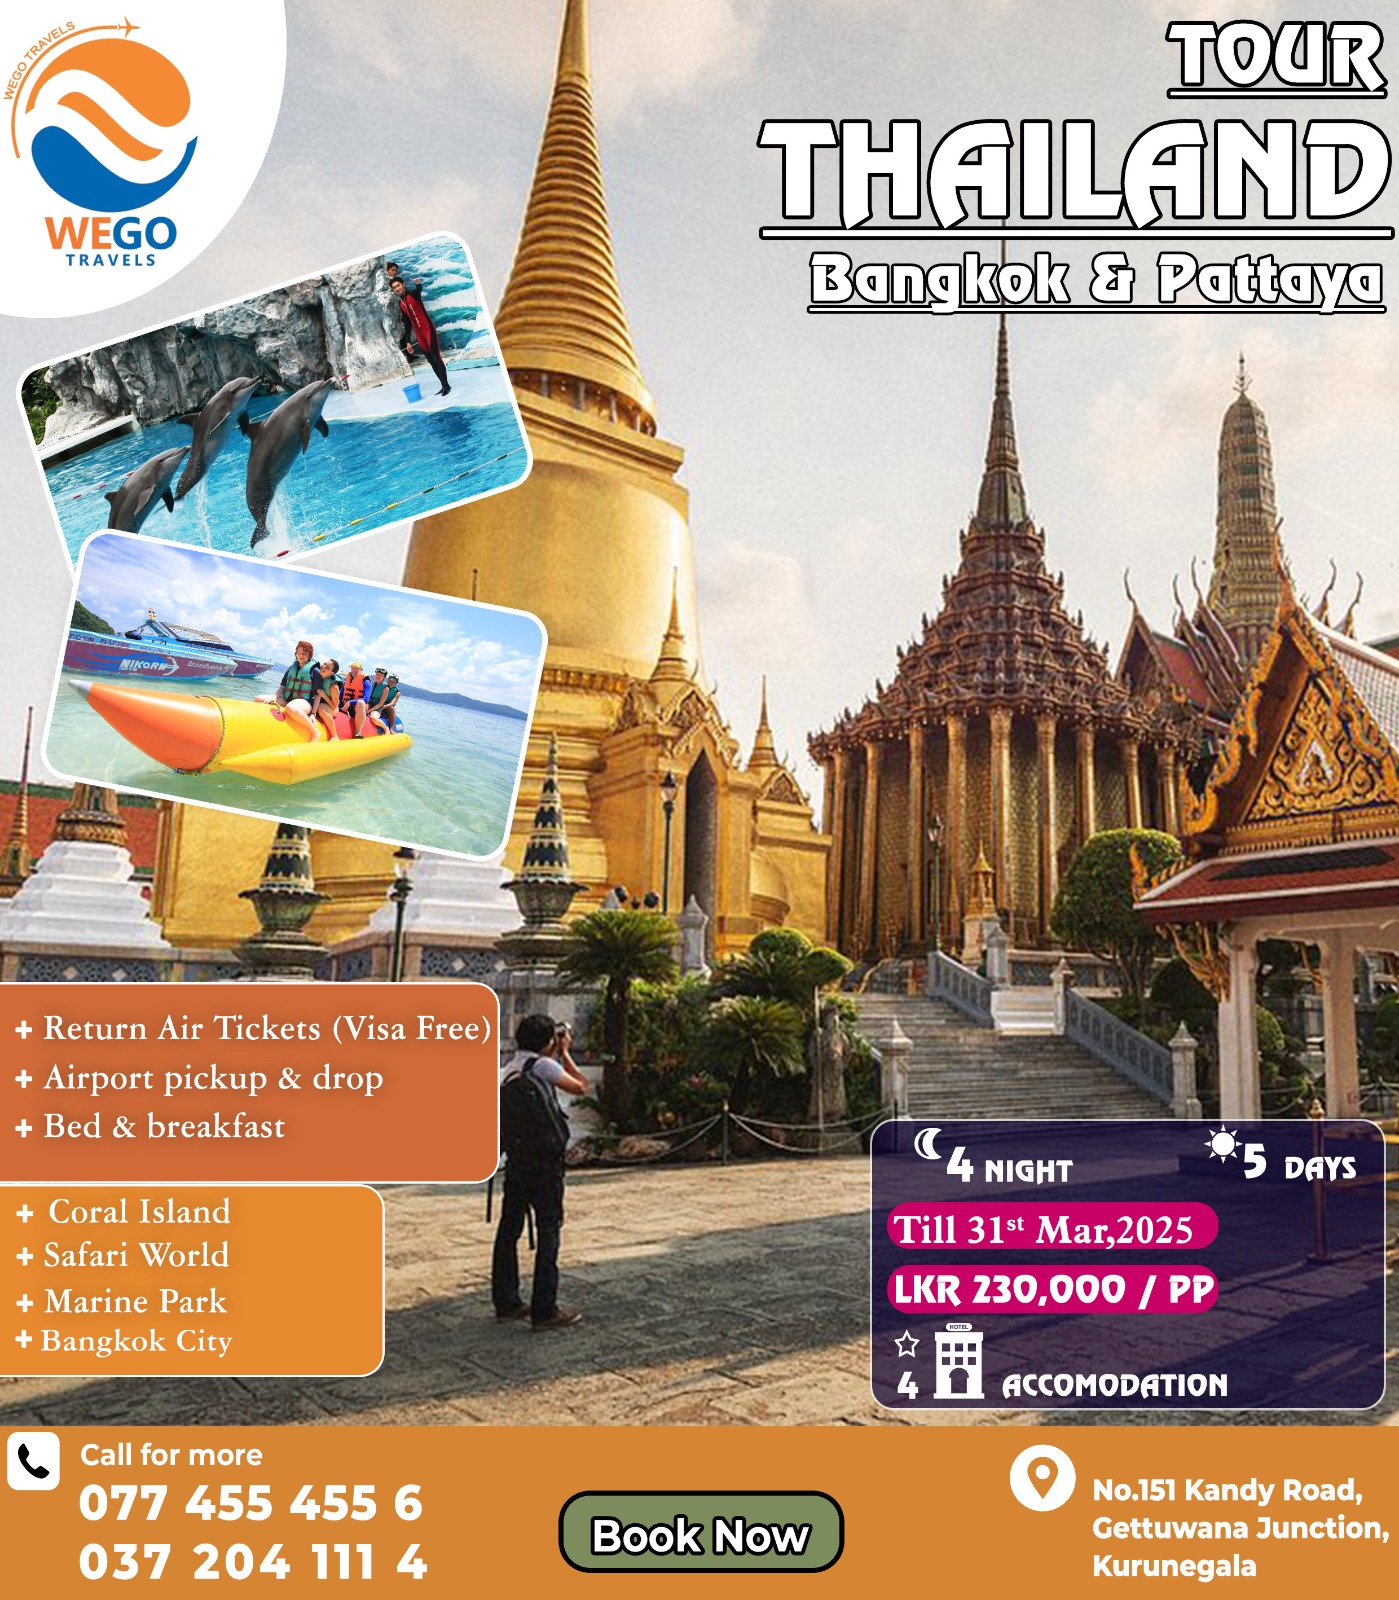 WEGO TRAVELS
WEGO
TRAVELS
TOUR
THAILAND
Bangkok & Pattaya
NIKORN
+ Return Air Tickets (Visa Free)
+ Airport pickup & drop
+ Bed & breakfast
+ Coral Island
+ Safari World
+ Marine Park
+ Bangkok City
4 NIGHT
5 DAYS
Till 31st Mar,2025
LKR 230,000 / PP
HOTEL
4 ACCOMODATION
Call for more
077 455 455 6
037 204 111 4
Book Now
No.151 Kandy Road,
Gettuwana Junction,
Kurunegala